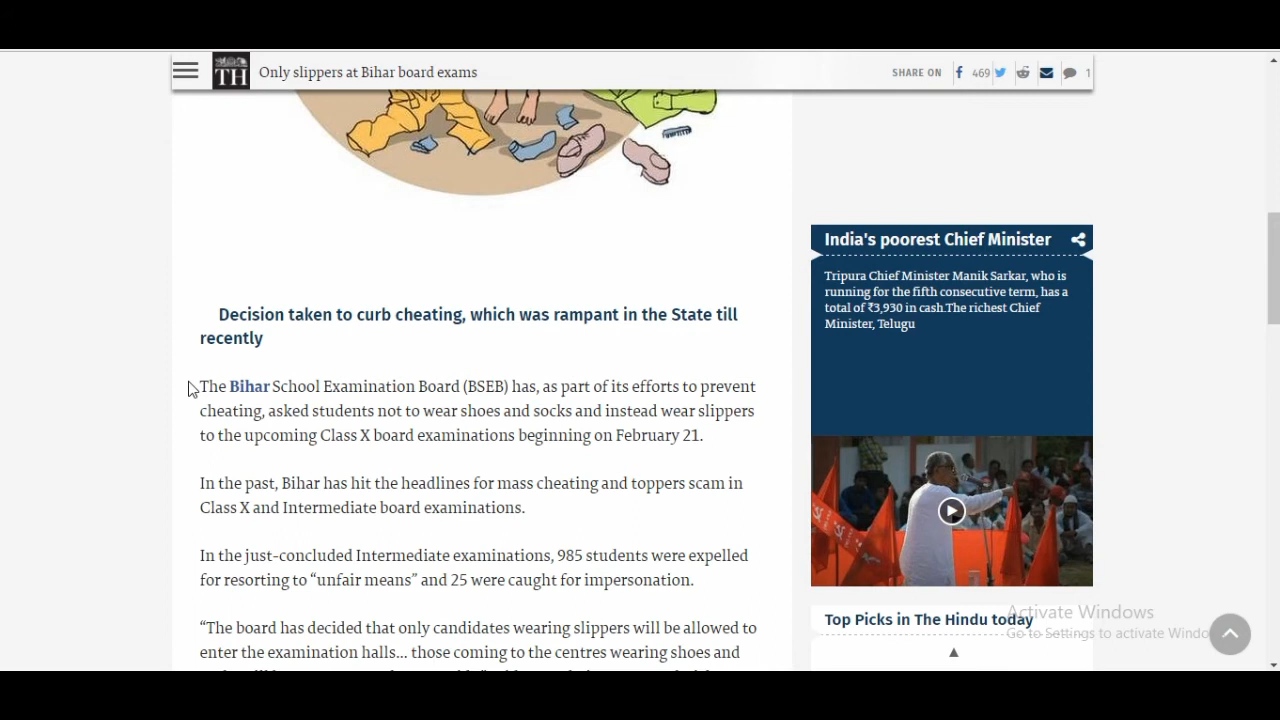 TH
Only slippers at Bihar board exams
SHARE ON
469
1
Decision taken to curb cheating, which was rampant in the State till
recently
The Bihar School Examination Board (BSEB) has, as part of its efforts to prevent
cheating, asked students not to wear shoes and socks and instead wear slippers
to the upcoming Class X board examinations beginning on February 21.
In the past, Bihar has hit the headlines for mass cheating and toppers scam in
Class X and Intermediate board examinations.
In the just-concluded Intermediate examinations, 985 students were expelled
for resorting to “unfair means” and 25 were caught for impersonation.
“The board has decided that only candidates wearing slippers will be allowed to
enter the examination halls... those coming to the centres wearing shoes and
India's poorest Chief Minister
Tripura Chief Minister Manik Sarkar, who is
running for the fifth consecutive term, has a
total of ₹3,930 in cash.The richest Chief
Minister, Telugu
Top Picks in The Hindu today
Activate Windows
Go to Settings to activate Windo